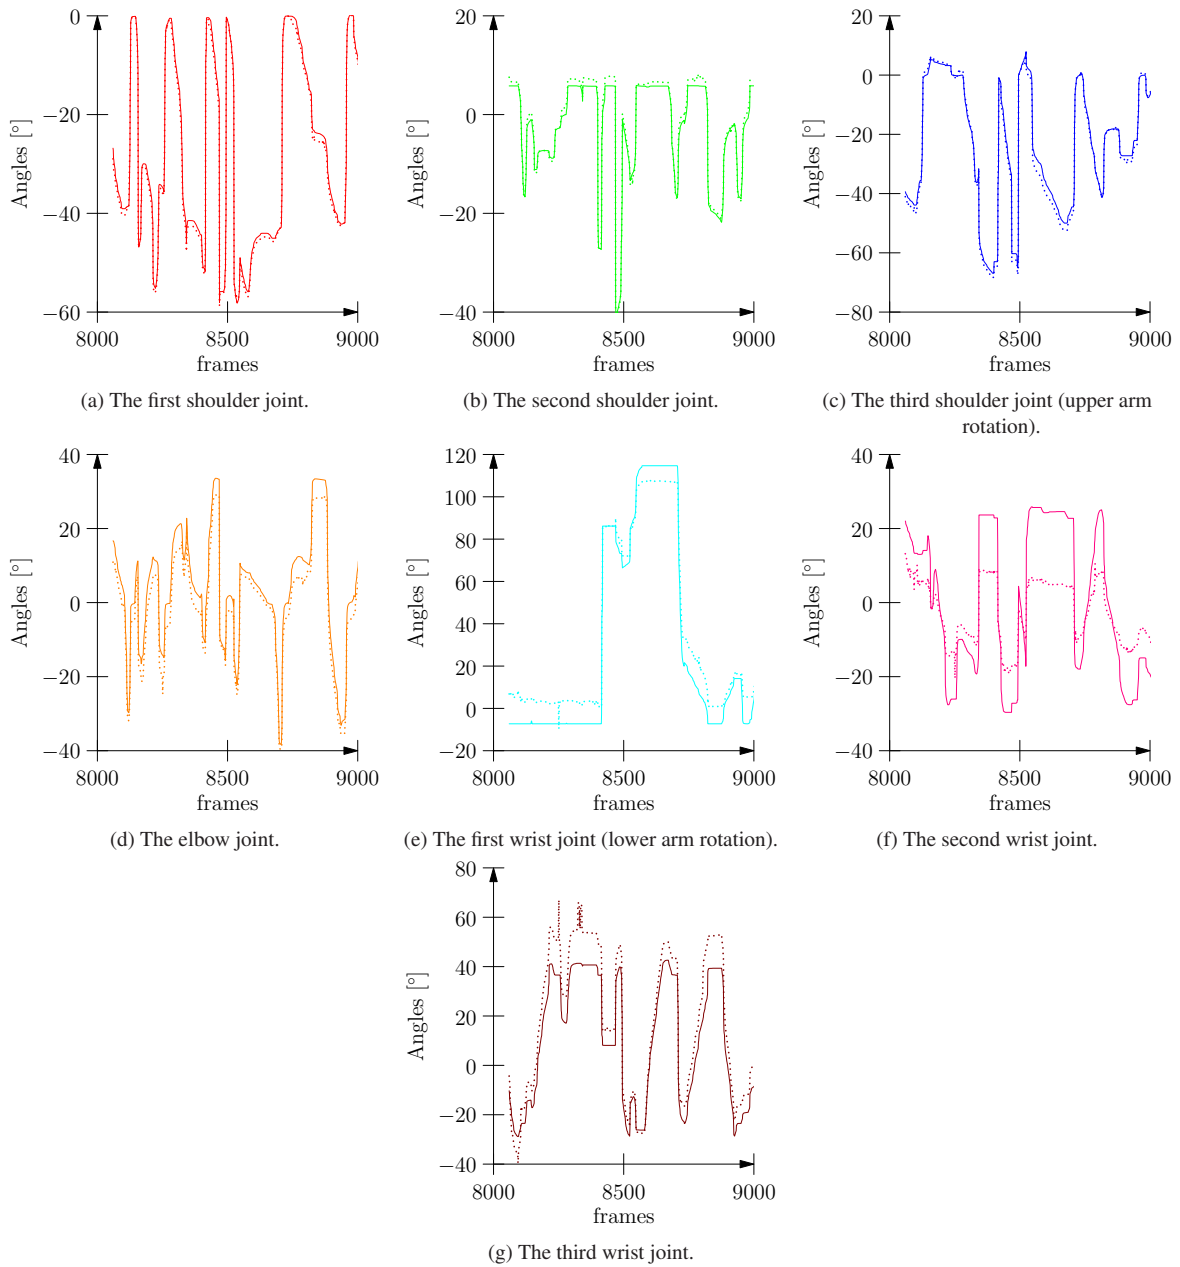 0
−20
−40
−60
8000
8500
9000
frames
Angles [°]
(a) The first shoulder joint.
20
0
−20
−40
8000
8500
9000
frames
Angles [°]
(b) The second shoulder joint.
20
0
−20
−40
−60
−80
8000
8500
9000
frames
Angles [°]
(c) The third shoulder joint (upper arm
rotation).
40
20
0
−20
−40
8000
8500
9000
frames
Angles [°]
(d) The elbow joint.
120
100
80
60
40
20
0
−20
8000
8500
9000
frames
Angles [°]
(e) The first wrist joint (lower arm rotation).
40
20
0
−20
−40
8000
8500
9000
frames
Angles [°]
(f) The second wrist joint.
80
60
40
20
0
−20
−40
8000
8500
9000
frames
Angles [°]
(g) The third wrist joint.